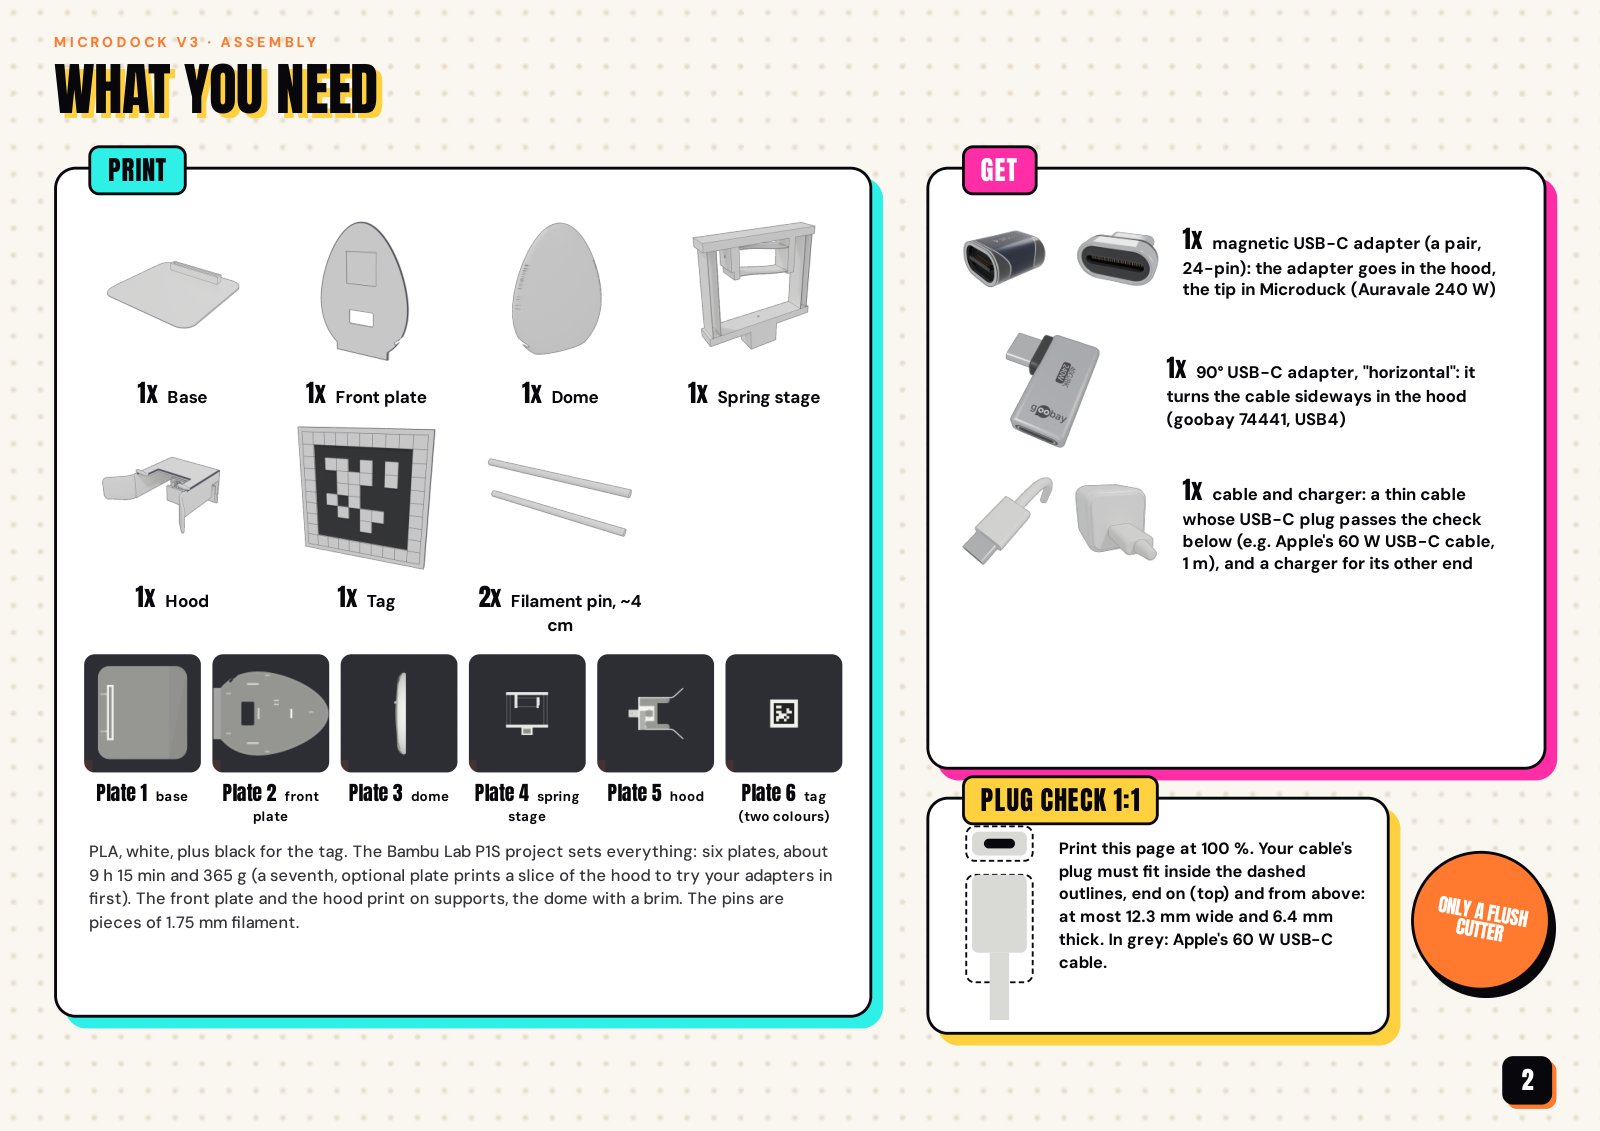 MICRODOCK V3 · ASSEMBLY
WHAT YOU NEED
PRINT
1x Base
1x Front plate
1x Dome
1x Spring stage
1x Hood
1x Tag
2x Filament pin, ~4
cm
Plate 1 base
Plate 2 front
plate
Plate 3 dome
Plate 4 spring
stage
Plate 5 hood
Plate 6 tag
(two colours)
PLA, white, plus black for the tag. The Bambu Lab P1S project sets everything: six plates, about
9 h 15 min and 365 g (a seventh, optional plate prints a slice of the hood to try your adapters in
first). The front plate and the hood print on supports, the dome with a brim. The pins are
pieces of 1.75 mm filament.
GET
1x magnetic USB-C adapter (a pair,
24-pin): the adapter goes in the hood,
the tip in Microduck (Auravale 240 W)
goobay
1x 90° USB-C adapter, "horizontal": it
turns the cable sideways in the hood
(goobay 74441, USB4)
1x cable and charger: a thin cable
whose USB-C plug passes the check
below (e.g. Apple's 60 W USB-C cable,
1 m), and a charger for its other end
PLUG CHECK 1:1
Print this page at 100 %. Your cable's
plug must fit inside the dashed
outlines, end on (top) and from above:
at most 12.3 mm wide and 6.4 mm
thick. In grey: Apple's 60 W USB-C
cable.
ONLY A FLUSH
CUTTER
2